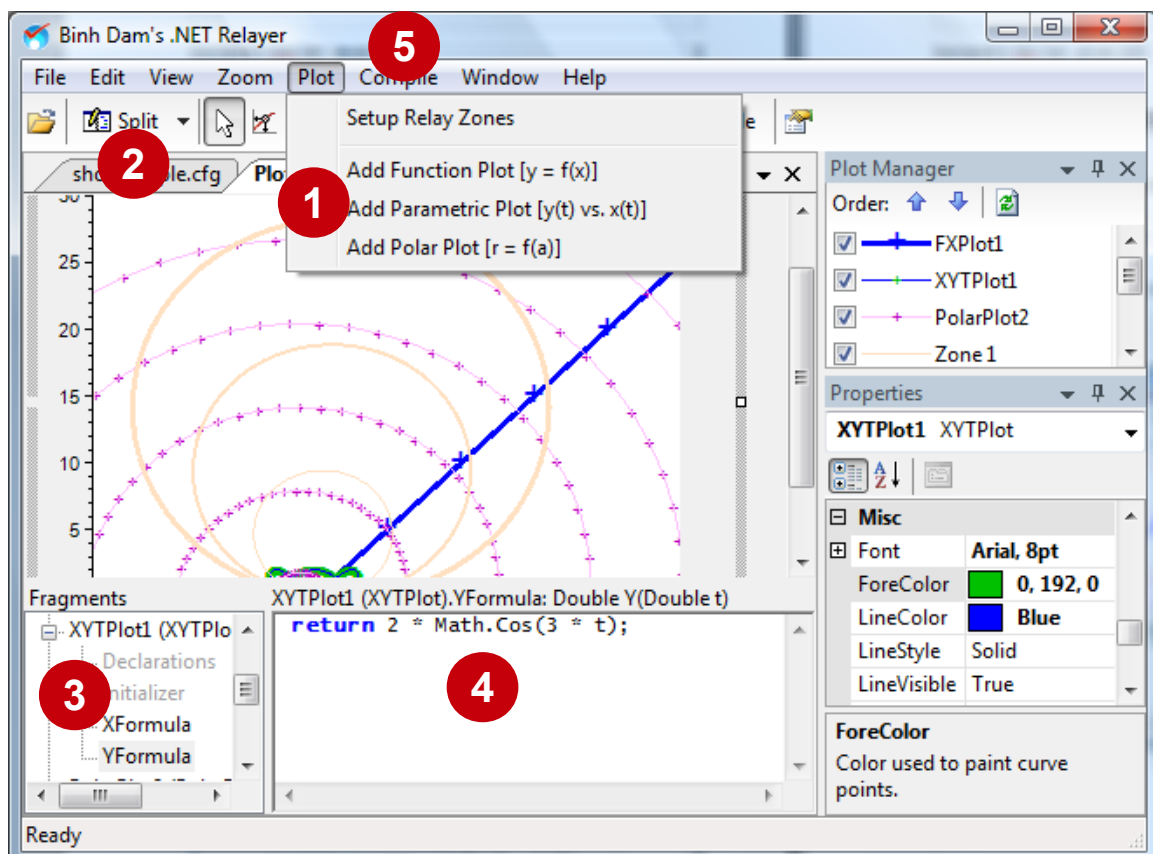 Binh Dam's .NET Relayer
5
File Edit View Zoom Plot Compile Window Help
Split
Setup Relay Zones
2
Add Function Plot [y = f(x)]
1
Add Parametric Plot [y(t) vs. x(t)]
Add Polar Plot [r = f(a)]
30
25
20
15
10
5
Plot Manager
Order:
FXPlot1
XYTPlot1
PolarPlot2
Zone 1
Properties
XYTPlot1 XYTPlot
Misc
Font Arial, 8pt
ForeColor 0, 192, 0
LineColor Blue
LineStyle Solid
LineVisible True
ForeColor
Color used to paint curve
points.
Fragments
XYTPlot1 (XYTPlo
Declarations
Initializer
3
XFormula
YFormula
XYTPlot1 (XYTPlot).YFormula: Double Y(Double t)
return 2 * Math.Cos(3 * t);
4
Ready